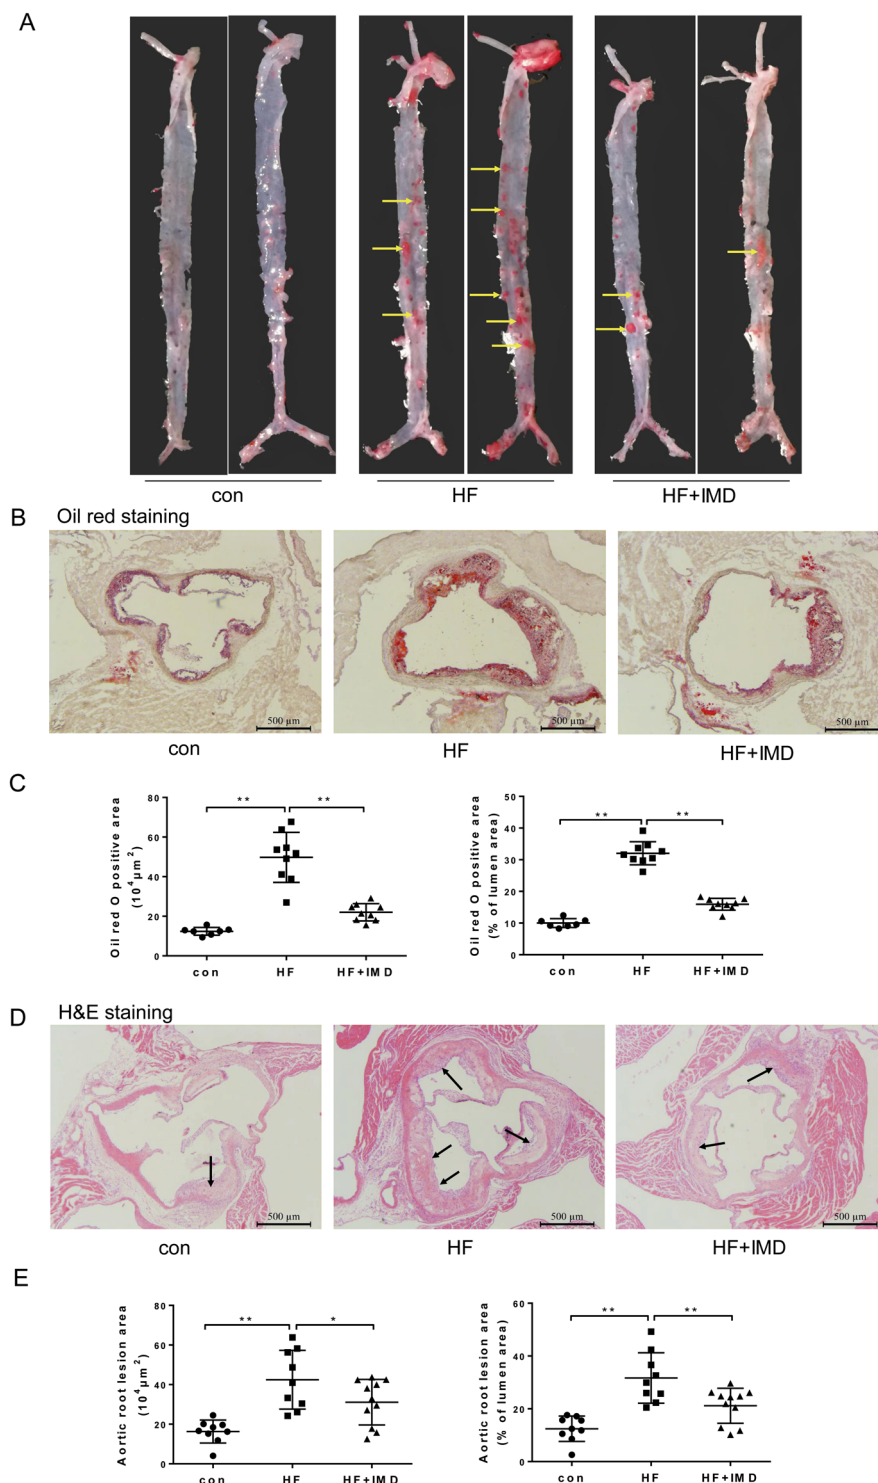 A
con HF HF+IMD
B Oil red staining
500 µm 500 µm 500 µm
con HF HF+IMD
C
Oil red O positive area
(10⁴µm²)
80
60
40
20
0
** **
con HF HF+IMD
Oil red O positive area
(% of lumen area)
50
40
30
20
10
0
** **
con HF HF+IMD
D H&E staining
500 µm 500 µm 500 µm
con HF HF+IMD
E
Aortic root lesion area
(10⁴µm²)
80
60
40
20
0
** *
con HF HF+IMD
Aortic root lesion area
(% of lumen area)
60
40
20
0
** **
con HF HF+IMD